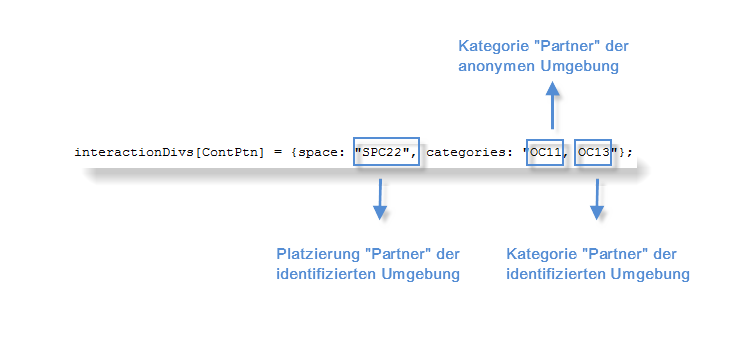 Kategorie "Partner" der
anonymen Umgebung
interactionDivs[ContPtn] = {space: "SPC22", categories: "OC11, OC13"};
Platzierung "Partner" der
identifizierten Umgebung
Kategorie "Partner" der
identifizierten Umgebung